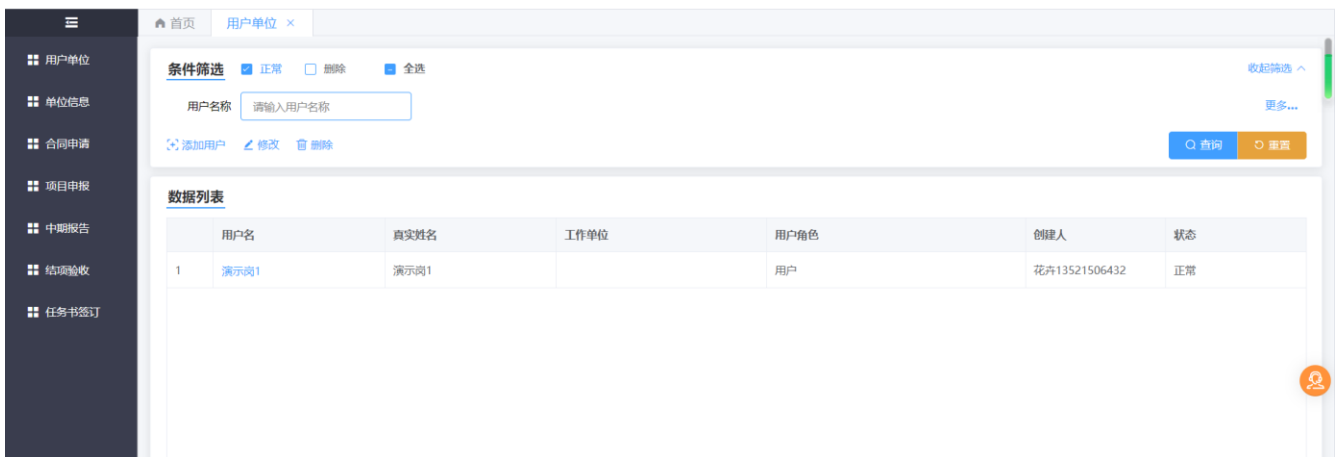 首页 用户单位 ×
用户单位
单位信息
合同申请
项目申报
中期报告
结项验收
任务书签订
条件筛选 正常 删除 全选 收起筛选
用户名称 请输入用户名称 更多...
添加用户 修改 删除 查询 重置
数据列表
用户名 真实姓名 工作单位 用户角色 创建人 状态
1 演示岗1 演示岗1 用户 花卉13521506432 正常